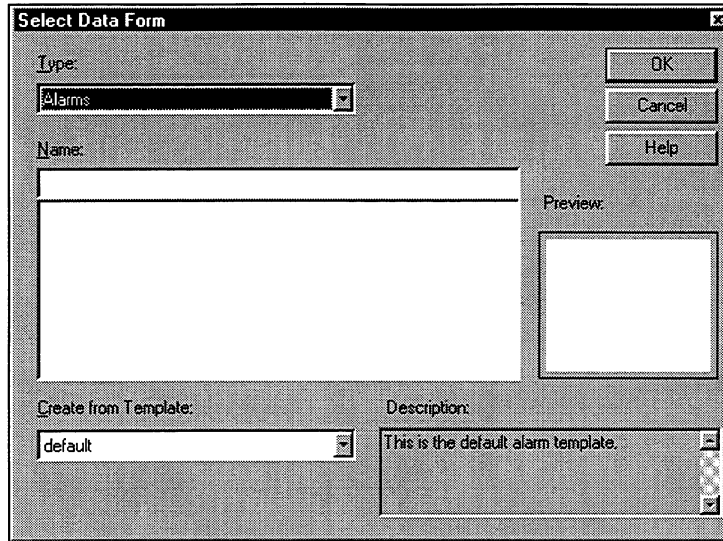 Select Data Form
Type:
Alarms
OK
Cancel
Help
Name:
Preview:
Create from Template:
default
Description:
This is the default alarm template.